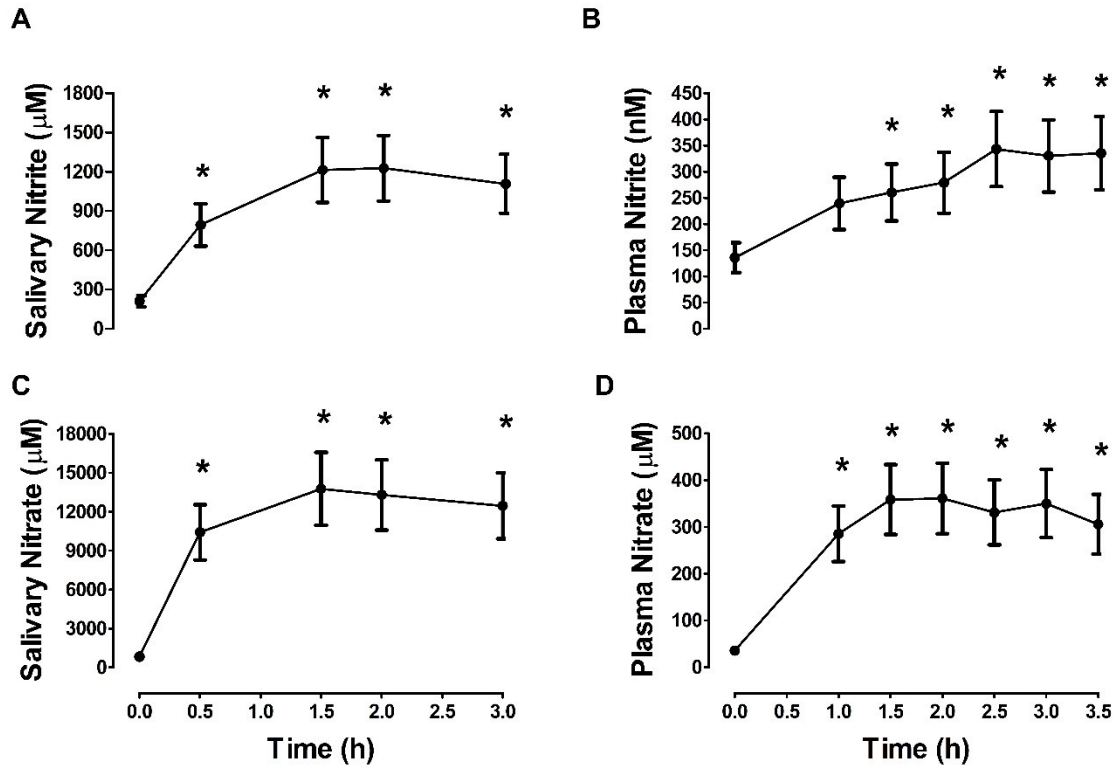 A
Salivary Nitrite (μM)
1800
1500
1200
900
600
300
0
* * * *
B
Plasma Nitrite (nM)
450
400
350
300
250
200
150
100
50
0
* * * * *
C
Salivary Nitrate (μM)
18000
15000
12000
9000
6000
3000
0
* * * *
0.0 0.5 1.0 1.5 2.0 2.5 3.0
Time (h)
D
Plasma Nitrate (μM)
500
400
300
200
100
0
* * * * * *
0.0 0.5 1.0 1.5 2.0 2.5 3.0 3.5
Time (h)